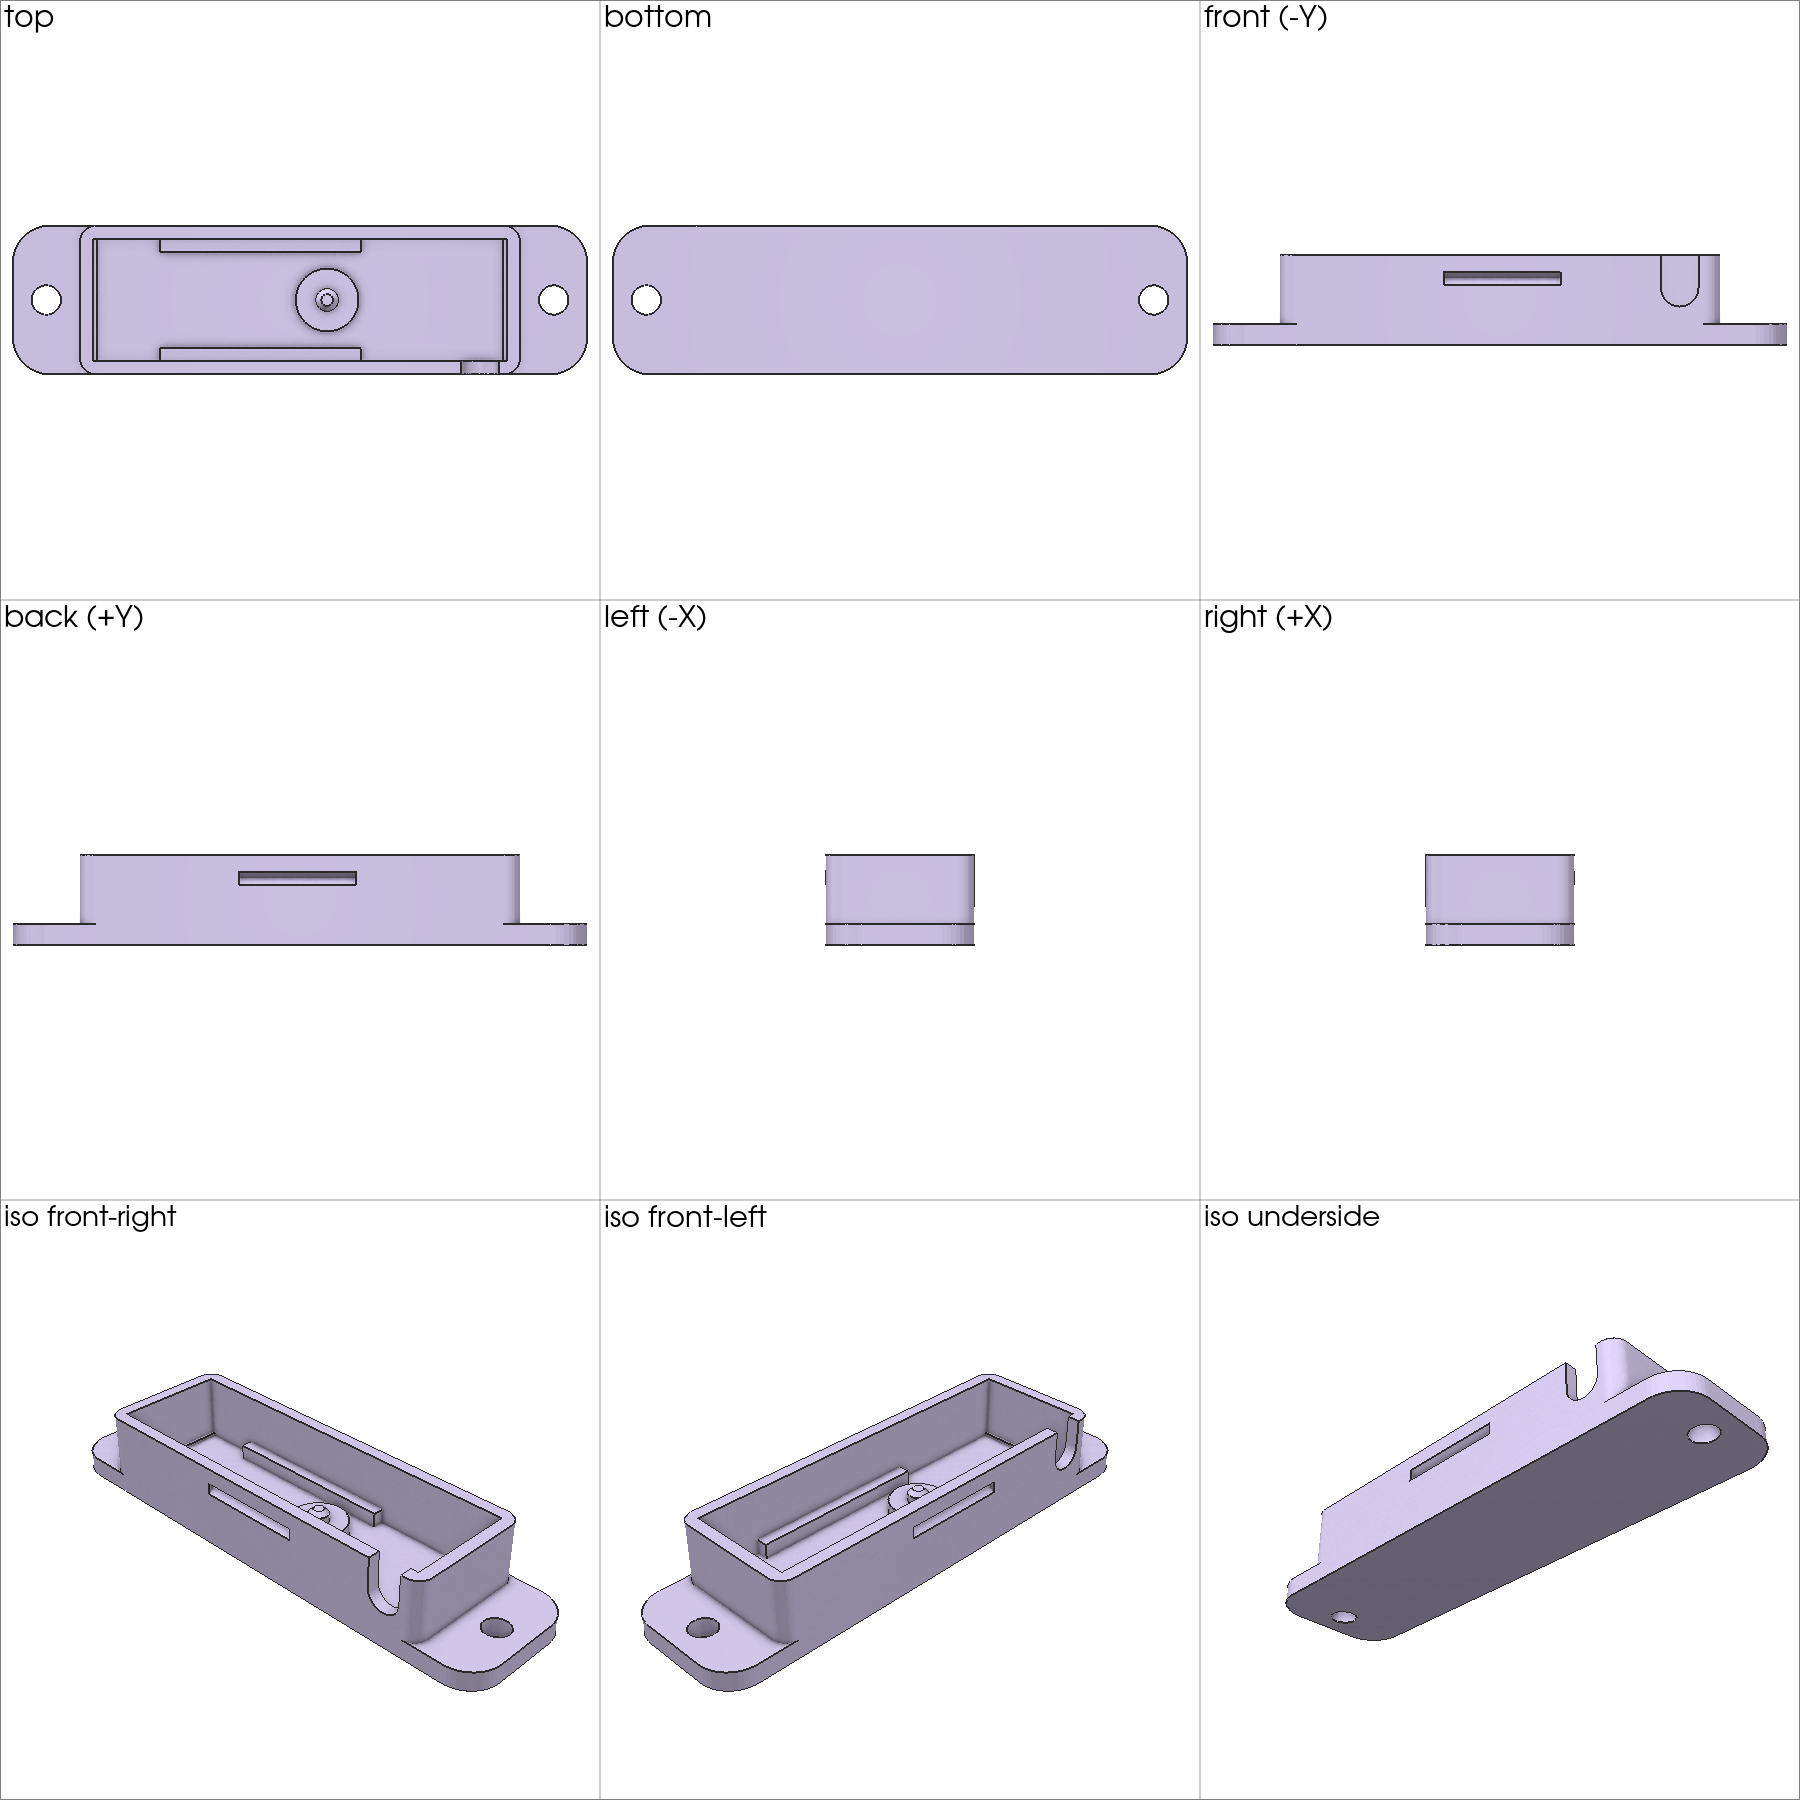 top
bottom
front (-Y)
back (+Y)
left (-X)
right (+X)
iso front-right
iso front-left
iso underside